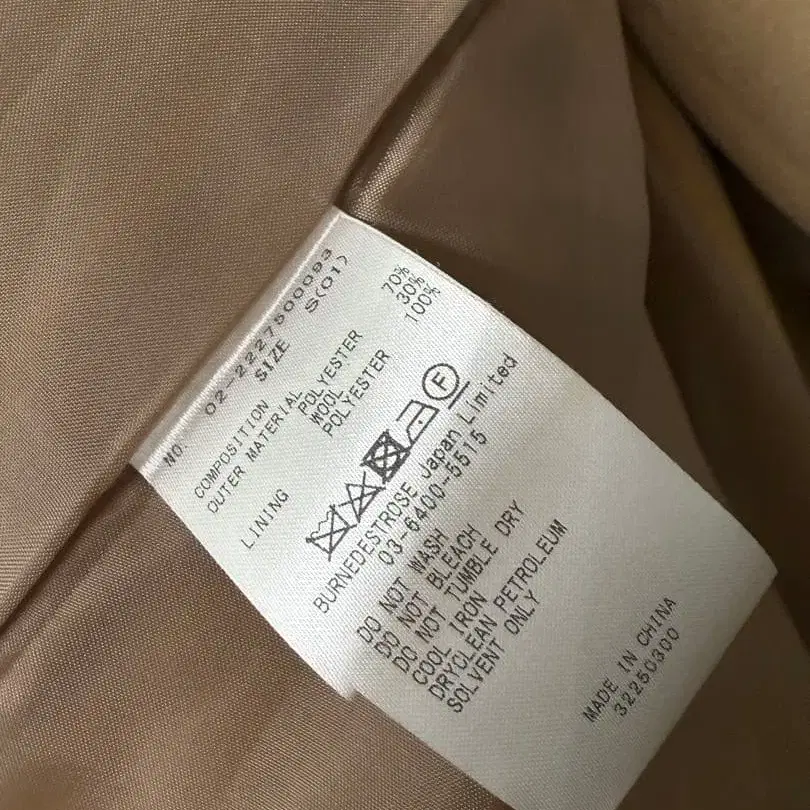 NO. 02-2227500093
SIZE S(01)
COMPOSITION
OUTER MATERIAL POLYESTER 70%
WOOL 30%
LINING POLYESTER 100%
F
BURNEDESTROSE Japan Limited
03-6400-5515
DO NOT WASH
DO NOT BLEACH
DO NOT TUMBLE DRY
COOL IRON
DRYCLEAN PETROLEUM
SOLVENT ONLY
MADE IN CHINA
32250300